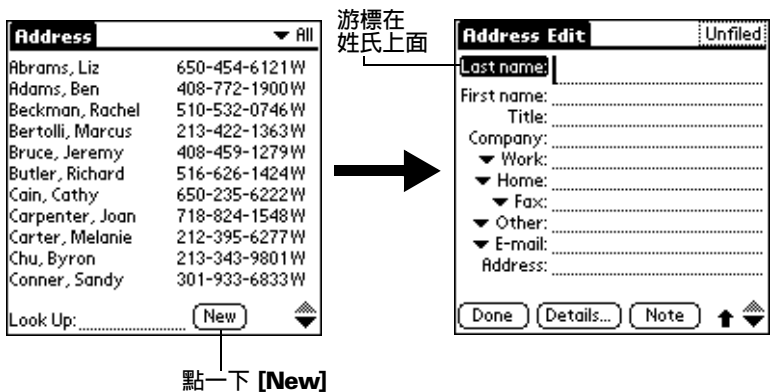 Address ▼ All
Abrams, Liz 650-454-6121W
Adams, Ben 408-772-1900W
Beckman, Rachel 510-532-0746W
Bertolli, Marcus 213-422-1363W
Bruce, Jeremy 408-459-1279W
Butler, Richard 516-626-1424W
Cain, Cathy 650-235-6222W
Carpenter, Joan 718-824-1548W
Carter, Melanie 212-395-6277W
Chu, Byron 213-343-9801W
Conner, Sandy 301-933-6833W
Look Up: New
點一下 [New]
游標在
姓氏上面
Address Edit Unfiled
Last name:
First name:
Title:
Company:
▼ Work:
▼ Home:
▼ Fax:
▼ Other:
▼ E-mail:
Address:
Done Details... Note